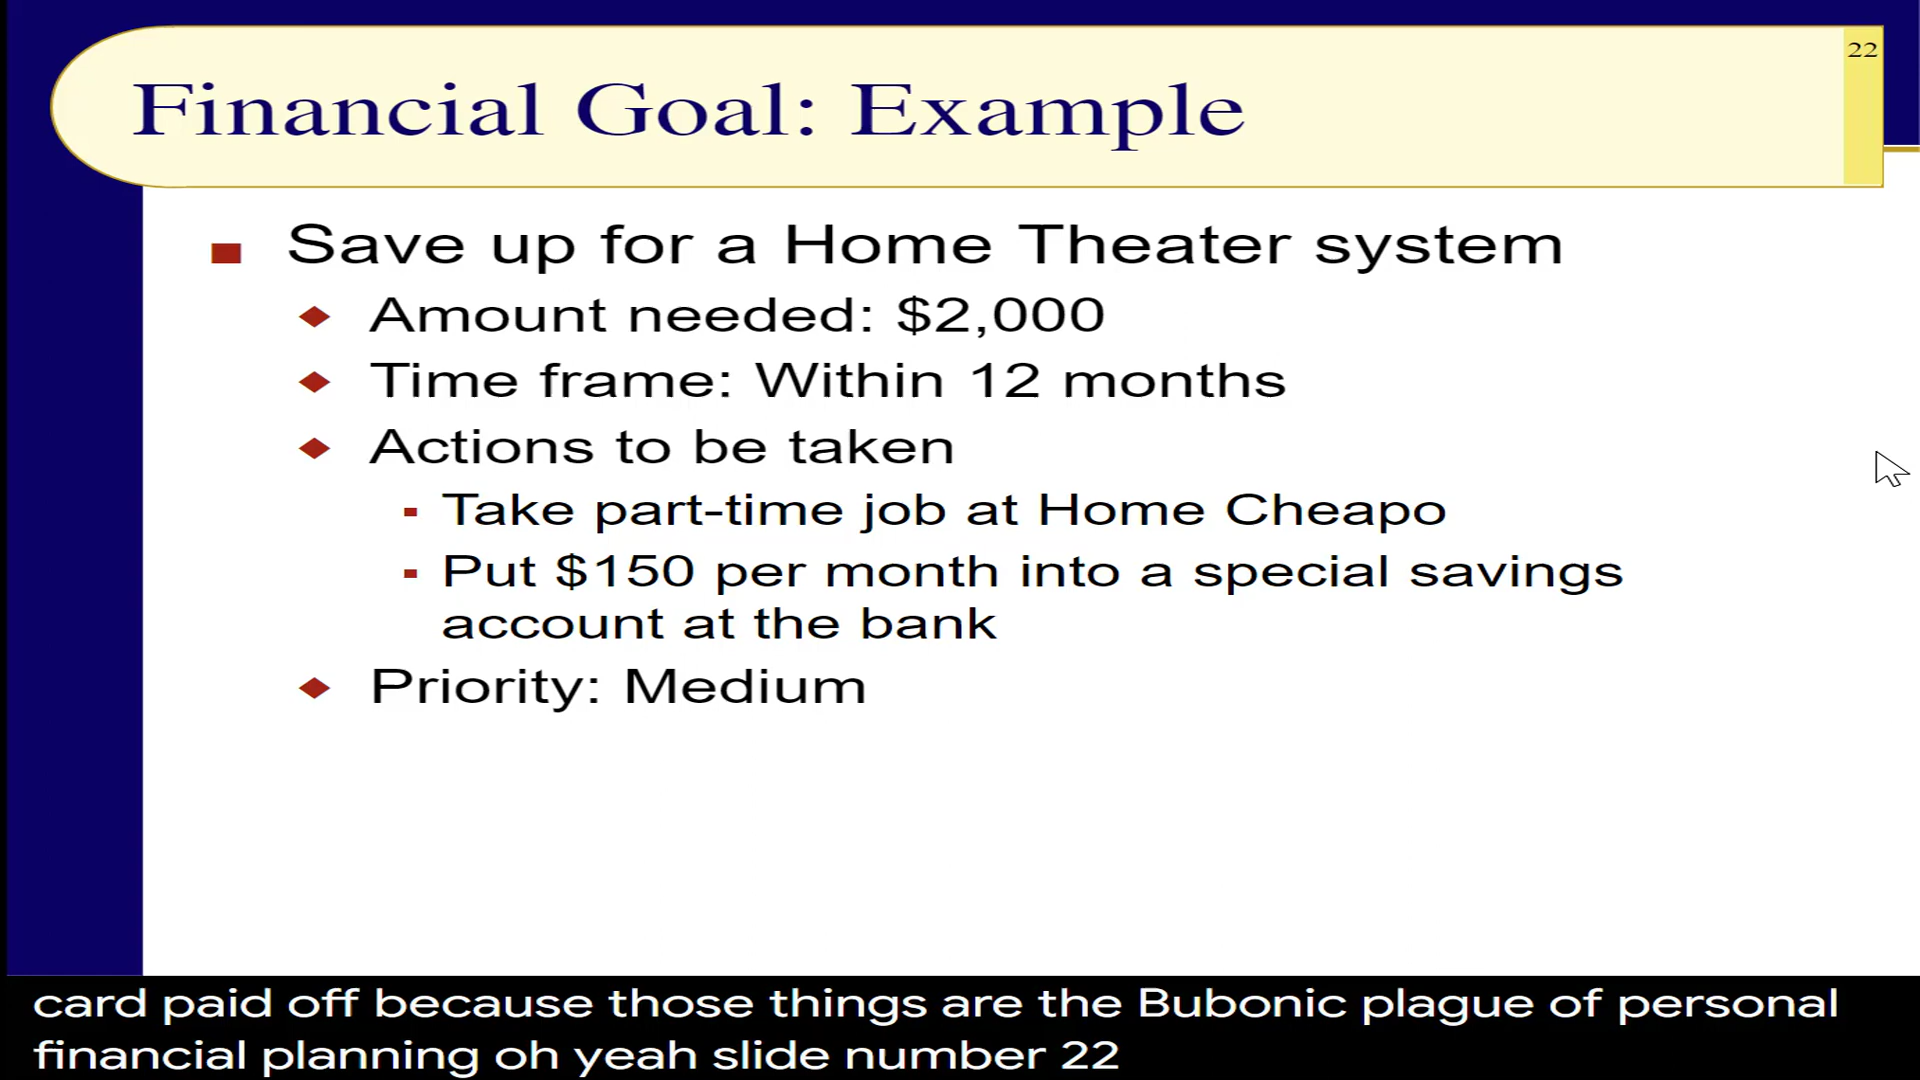 22
Financial Goal: Example
Save up for a Home Theater system
Amount needed: $2,000
Time frame: Within 12 months
Actions to be taken
Take part-time job at Home Cheapo
Put $150 per month into a special savings
account at the bank
Priority: Medium
card paid off because those things are the Bubonic plague of personal
financial planning oh yeah slide number 22